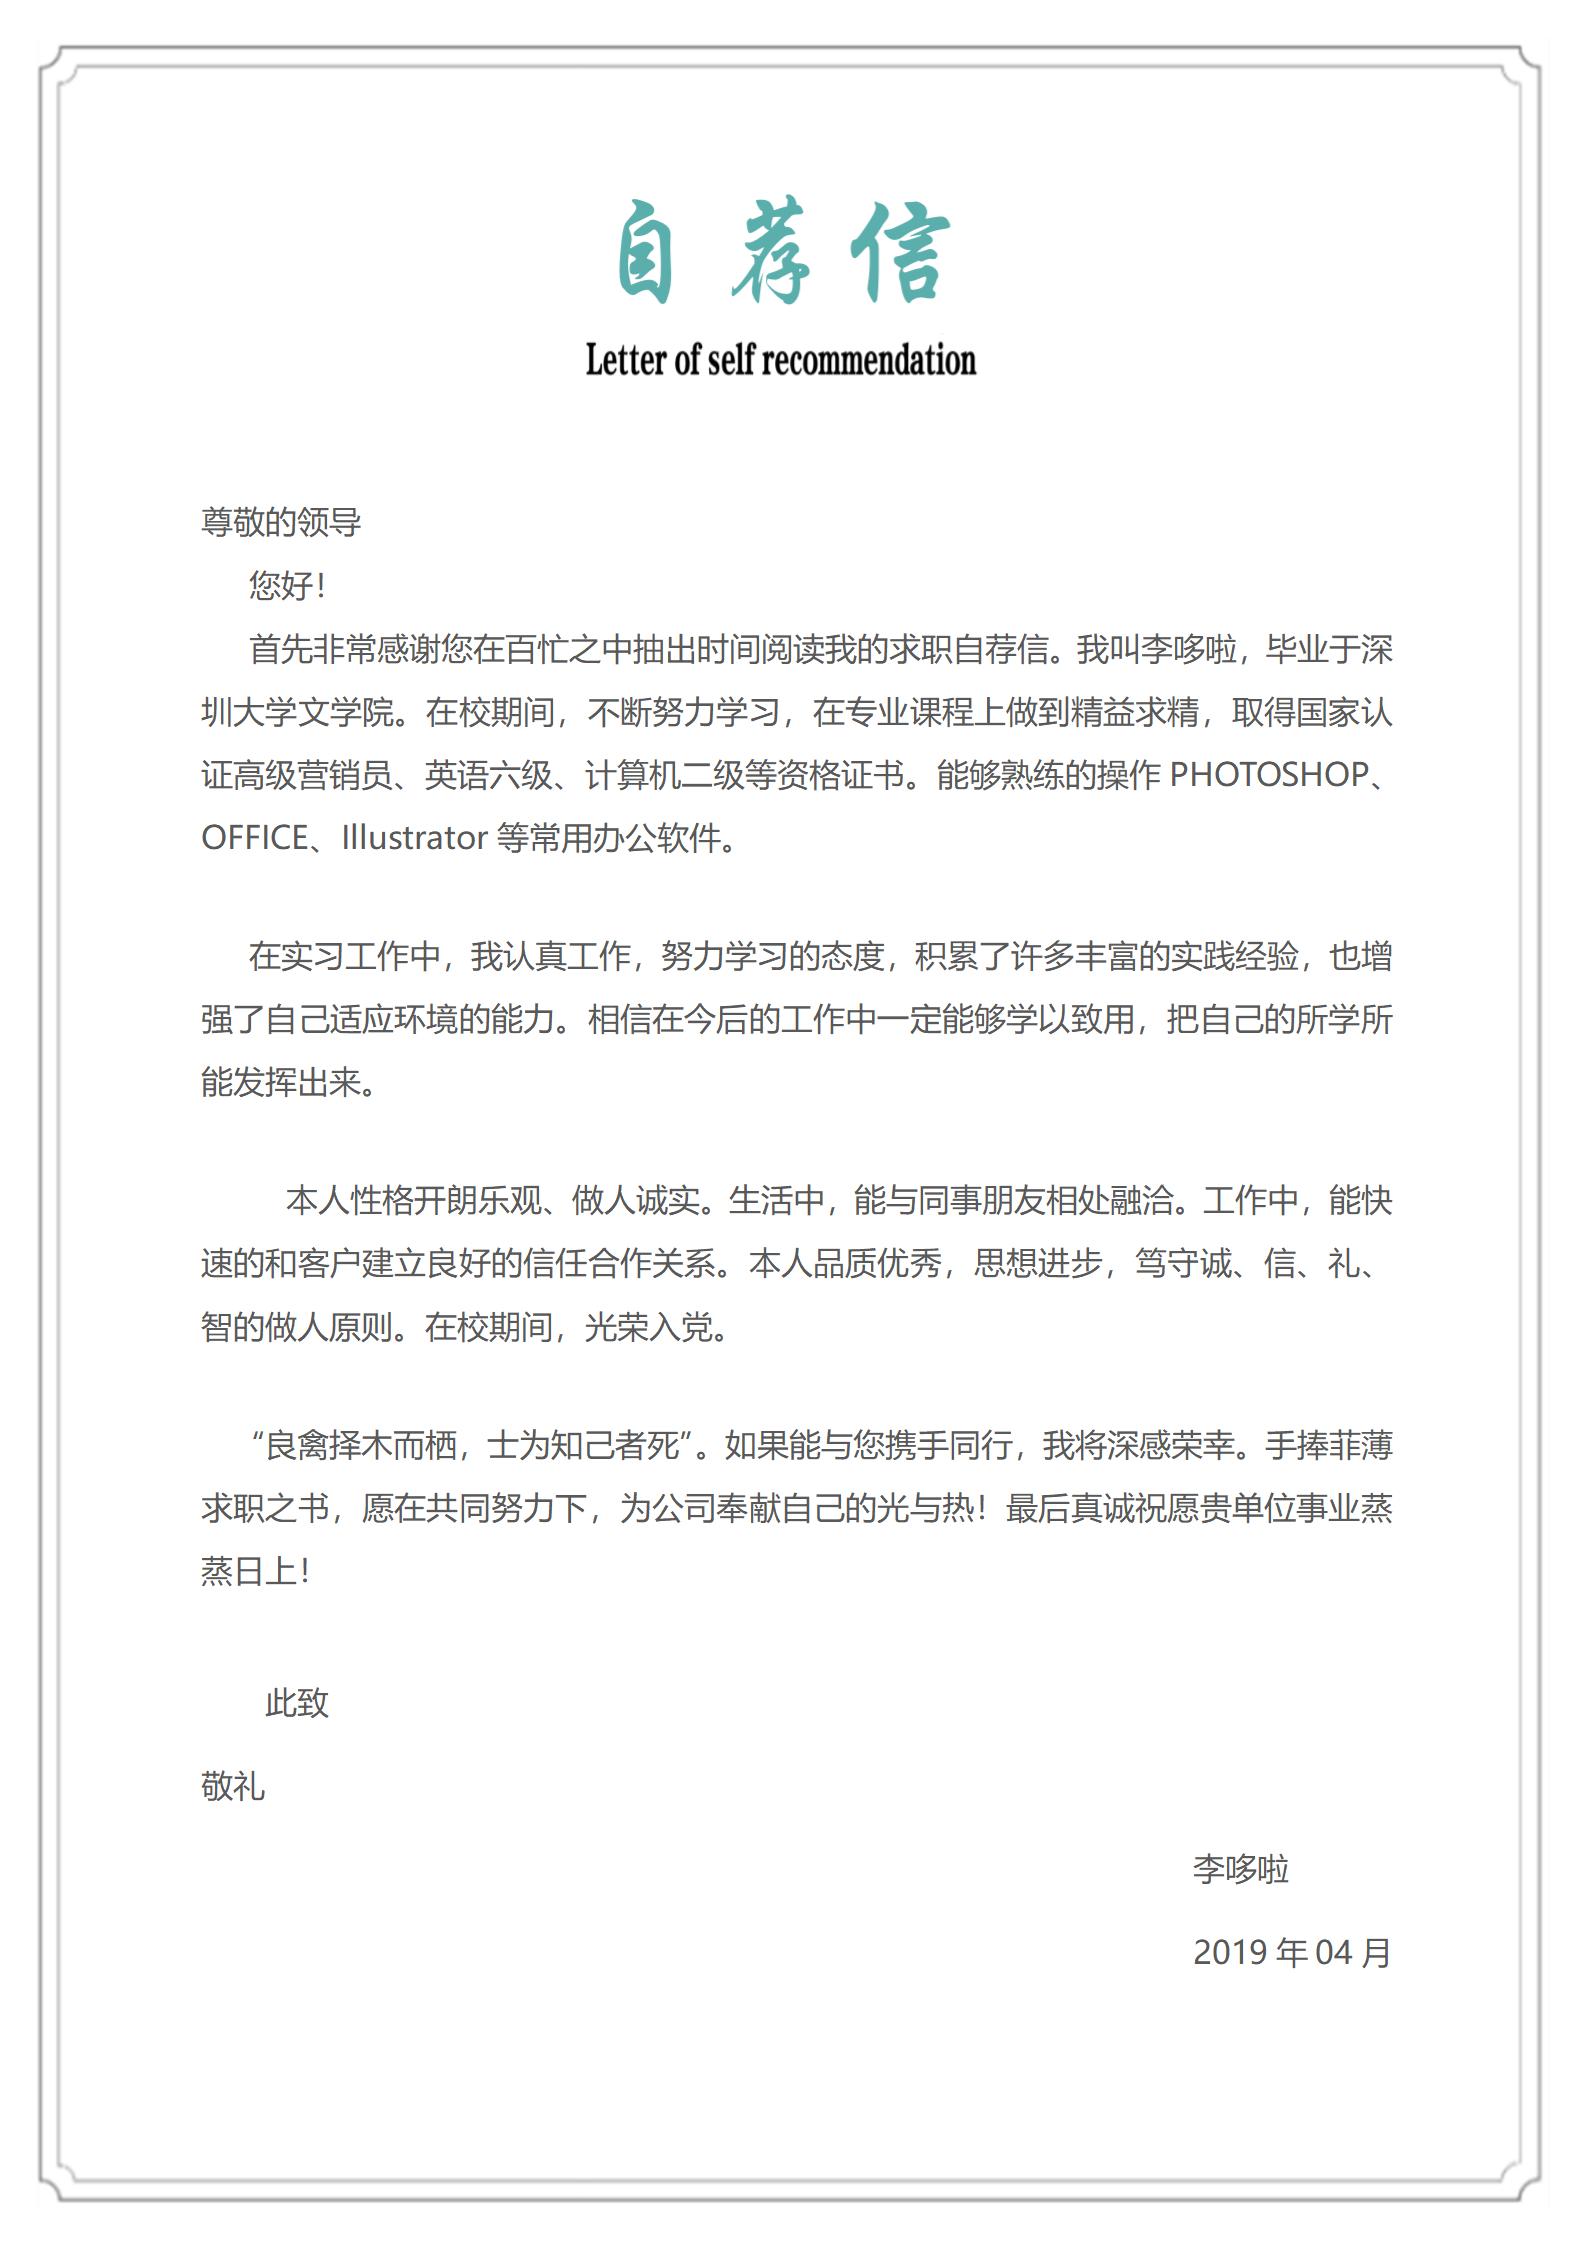 自荐信
Letter of self recommendation
尊敬的领导
您好！
首先非常感谢您在百忙之中抽出时间阅读我的求职自荐信。我叫李哆啦，毕业于深
圳大学文学院。在校期间，不断努力学习，在专业课程上做到精益求精，取得国家认
证高级营销员、英语六级、计算机二级等资格证书。能够熟练的操作 PHOTOSHOP、
OFFICE、Illustrator 等常用办公软件。
在实习工作中，我认真工作，努力学习的态度，积累了许多丰富的实践经验，也增
强了自己适应环境的能力。相信在今后的工作中一定能够学以致用，把自己的所学所
能发挥出来。
本人性格开朗乐观、做人诚实。生活中，能与同事朋友相处融洽。工作中，能快
速的和客户建立良好的信任合作关系。本人品质优秀，思想进步，笃守诚、信、礼、
智的做人原则。在校期间，光荣入党。
“良禽择木而栖，士为知己者死”。如果能与您携手同行，我将深感荣幸。手捧菲薄
求职之书，愿在共同努力下，为公司奉献自己的光与热！最后真诚祝愿贵单位事业蒸
蒸日上！
此致
敬礼
李哆啦
2019 年 04 月